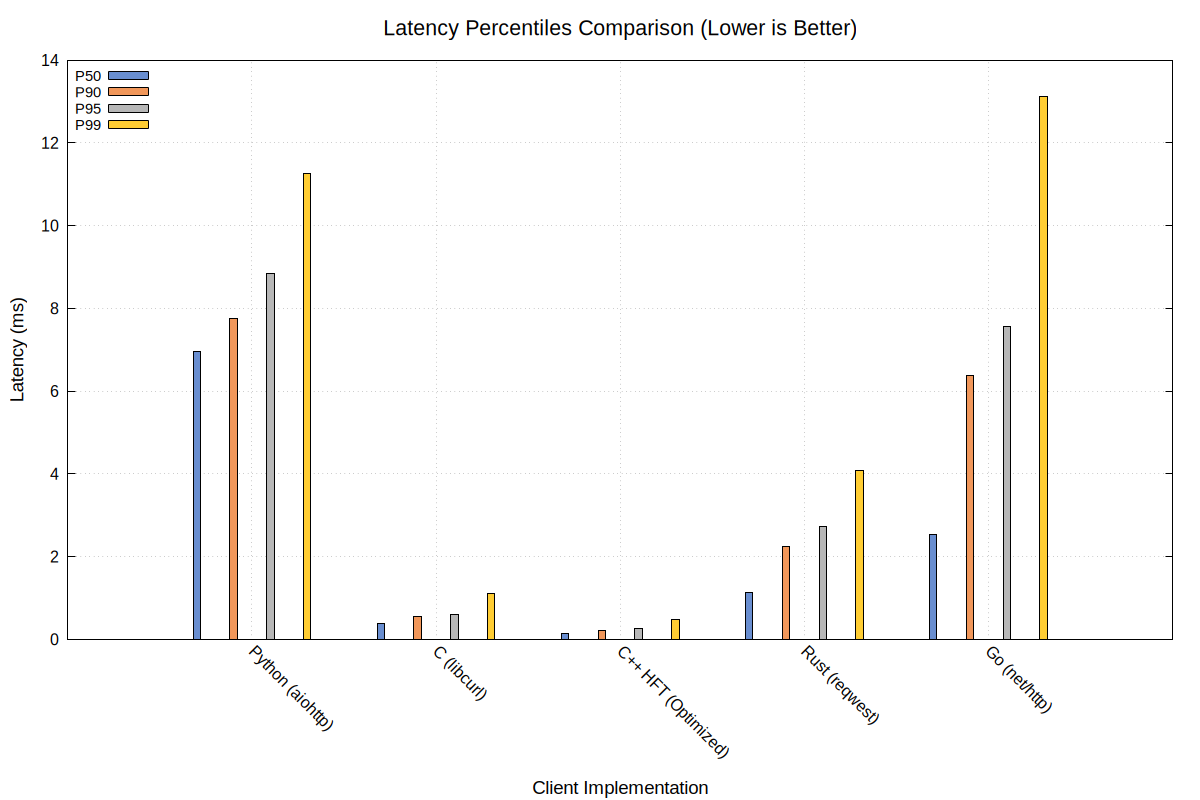 Latency Percentiles Comparison (Lower is Better)
P50
P90
P95
P99
14
12
10
8
6
4
2
0
Latency (ms)
Python (aiohttp)
C (libcurl)
C++ HFT (Optimized)
Rust (reqwest)
Go (net/http)
Client Implementation